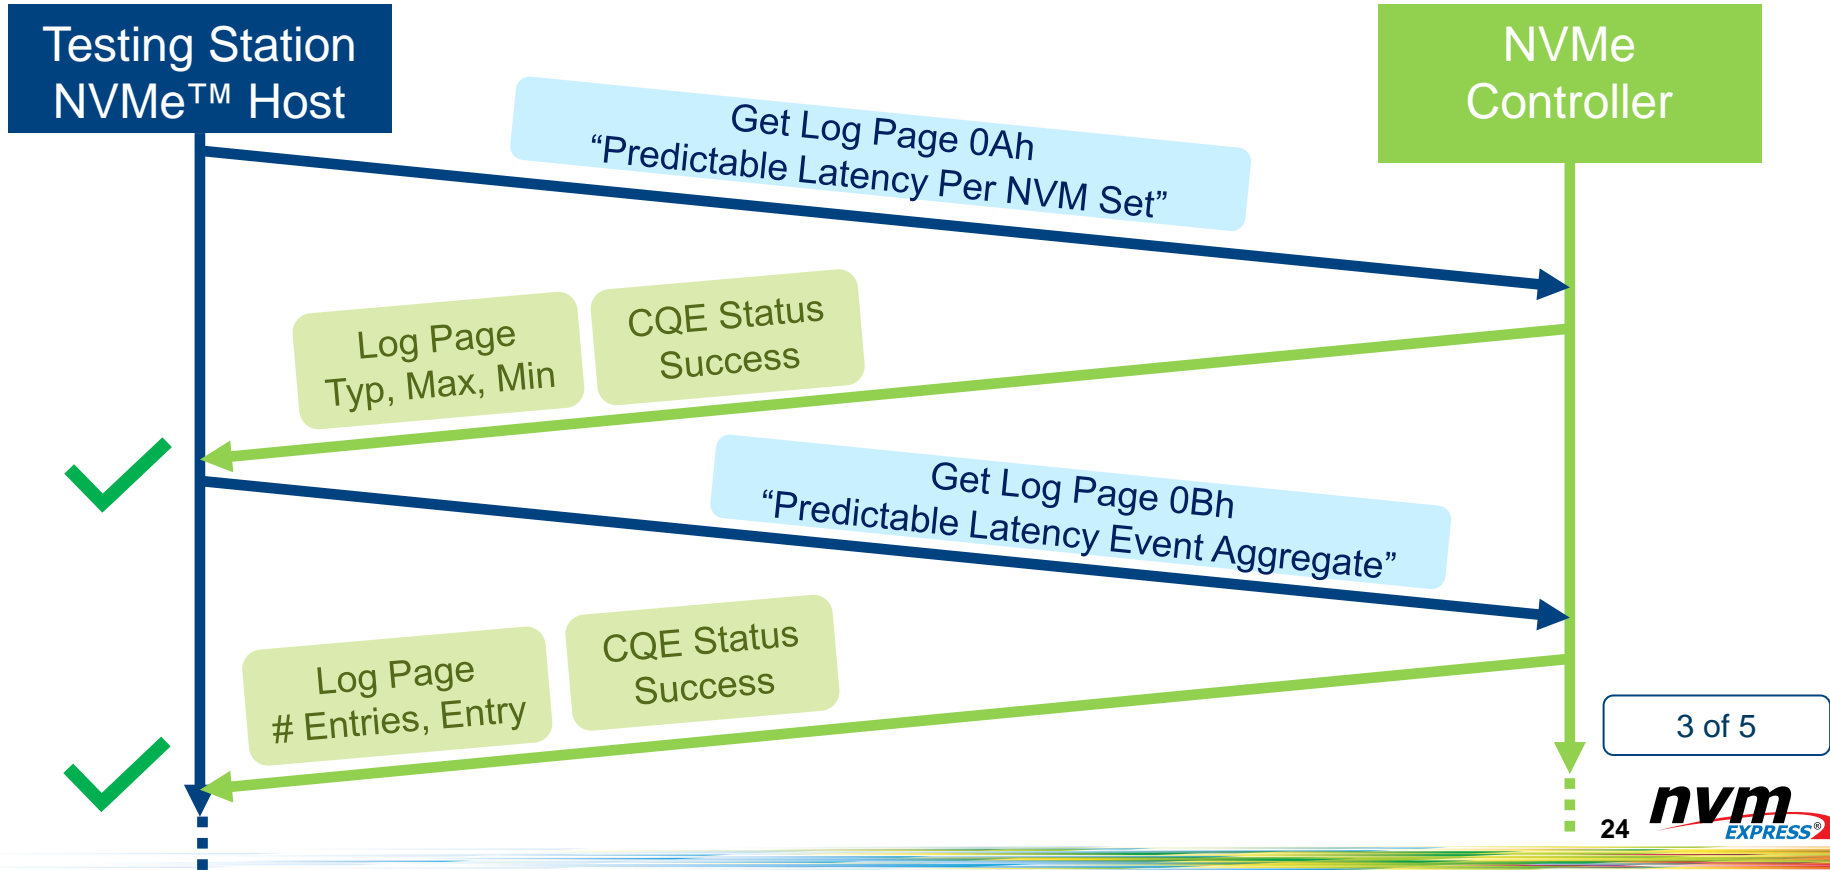 Testing Station
NVMe™ Host
NVMe
Controller
Get Log Page 0Ah
“Predictable Latency Per NVM Set”
Log Page
Typ, Max, Min
CQE Status
Success
Get Log Page 0Bh
“Predictable Latency Event Aggregate”
Log Page
# Entries, Entry
CQE Status
Success
3 of 5
24
nvm
EXPRESS®